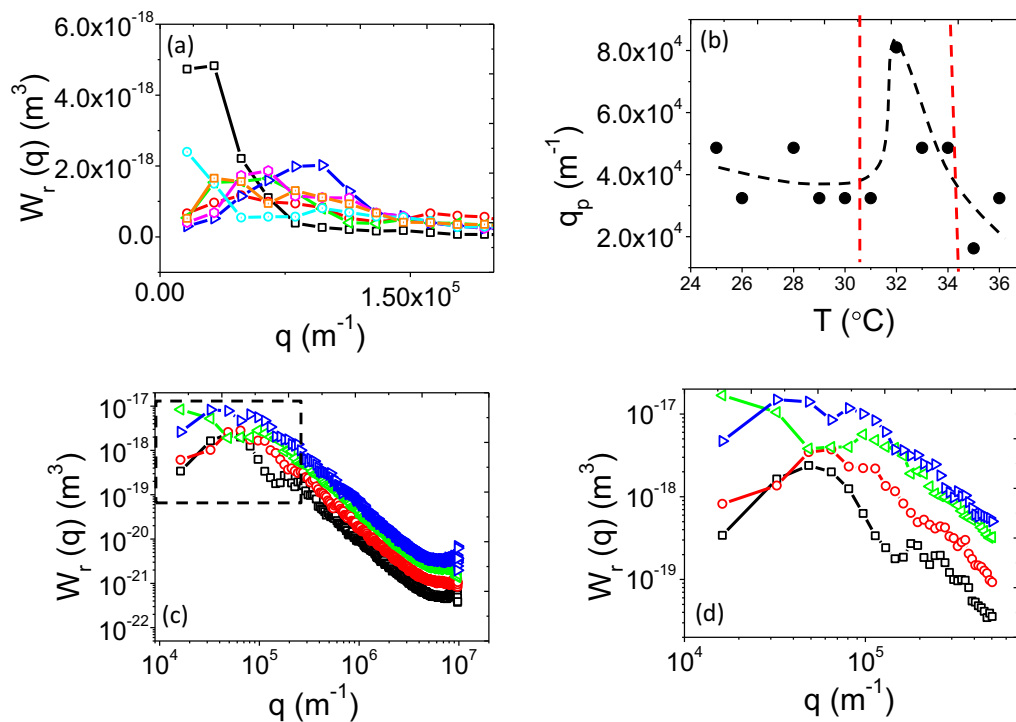 (a)
6.0x10⁻¹⁸
4.0x10⁻¹⁸
2.0x10⁻¹⁸
0.0
W_r (q) (m³)
0.00
1.50x10⁵
q (m⁻¹)
(b)
8.0x10⁴
6.0x10⁴
4.0x10⁴
2.0x10⁴
q_p (m⁻¹)
24 26 28 30 32 34 36
T (°C)
(c)
10⁻¹⁷
10⁻¹⁸
10⁻¹⁹
10⁻²⁰
10⁻²¹
10⁻²²
W_r (q) (m³)
10⁴ 10⁵ 10⁶ 10⁷
q (m⁻¹)
(d)
10⁻¹⁷
10⁻¹⁸
10⁻¹⁹
W_r (q) (m³)
10⁴ 10⁵
q (m⁻¹)